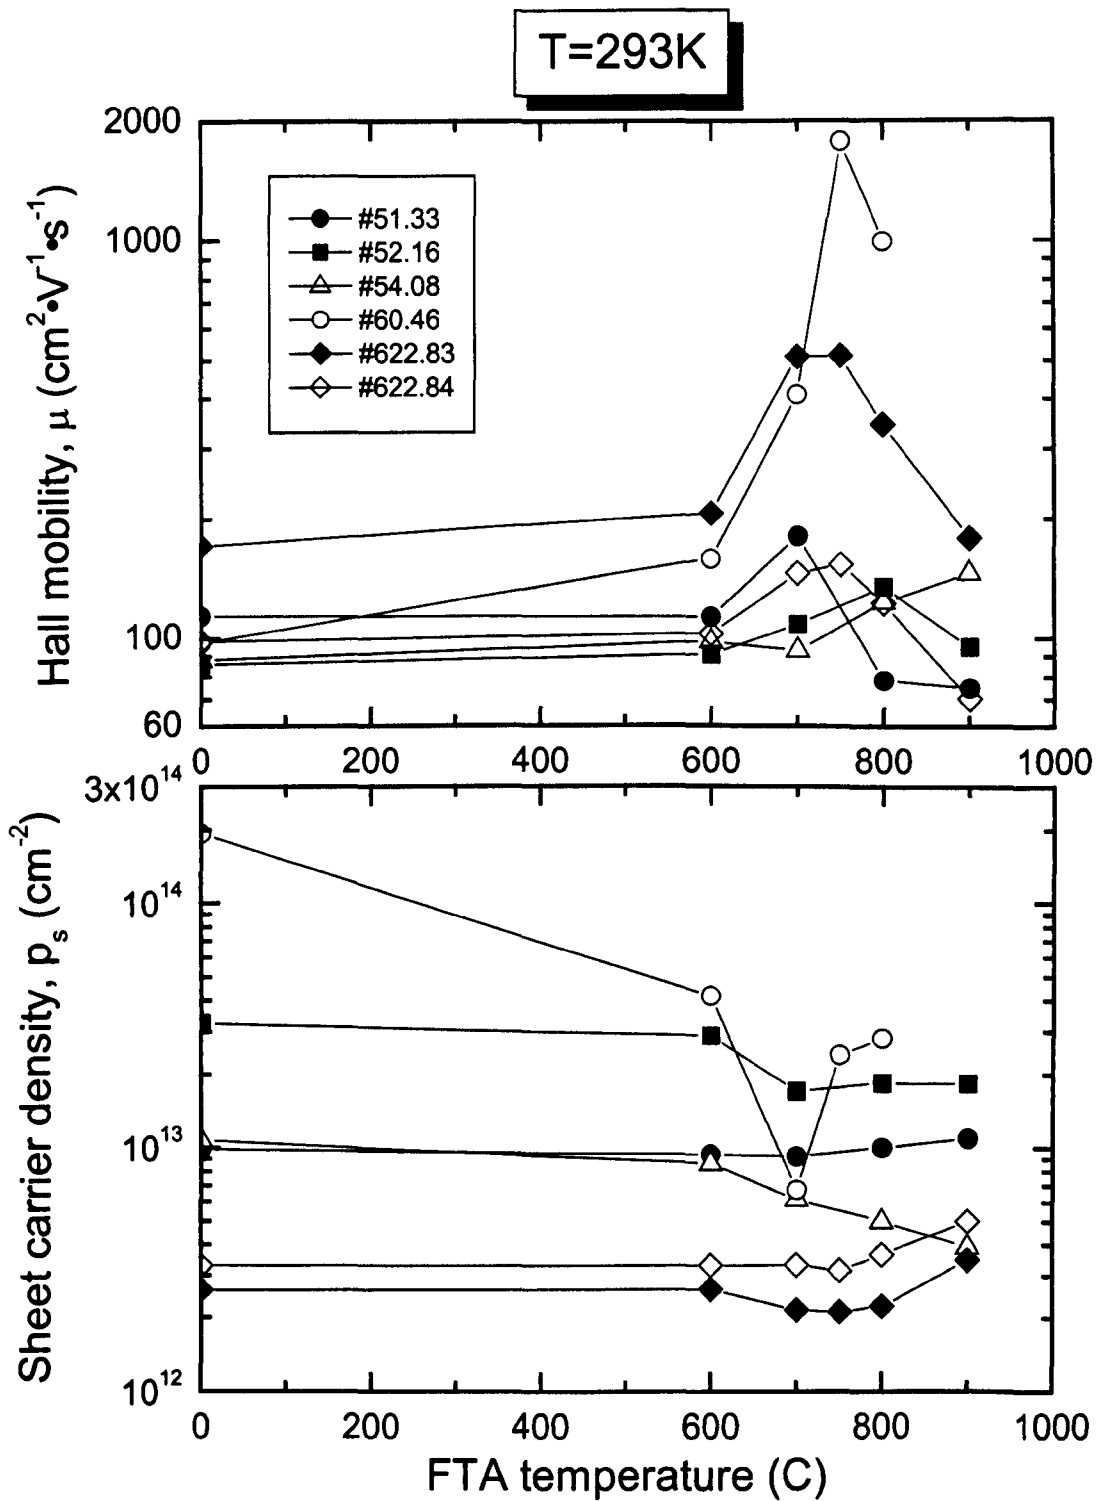 T=293K
2000
1000
100
60
Hall mobility, μ (cm²•V⁻¹•s⁻¹)
#51.33
#52.16
#54.08
#60.46
#622.83
#622.84
0 200 400 600 800 1000
3x10¹⁴
10¹⁴
10¹³
10¹²
Sheet carrier density, pₛ (cm⁻²)
0 200 400 600 800 1000
FTA temperature (C)